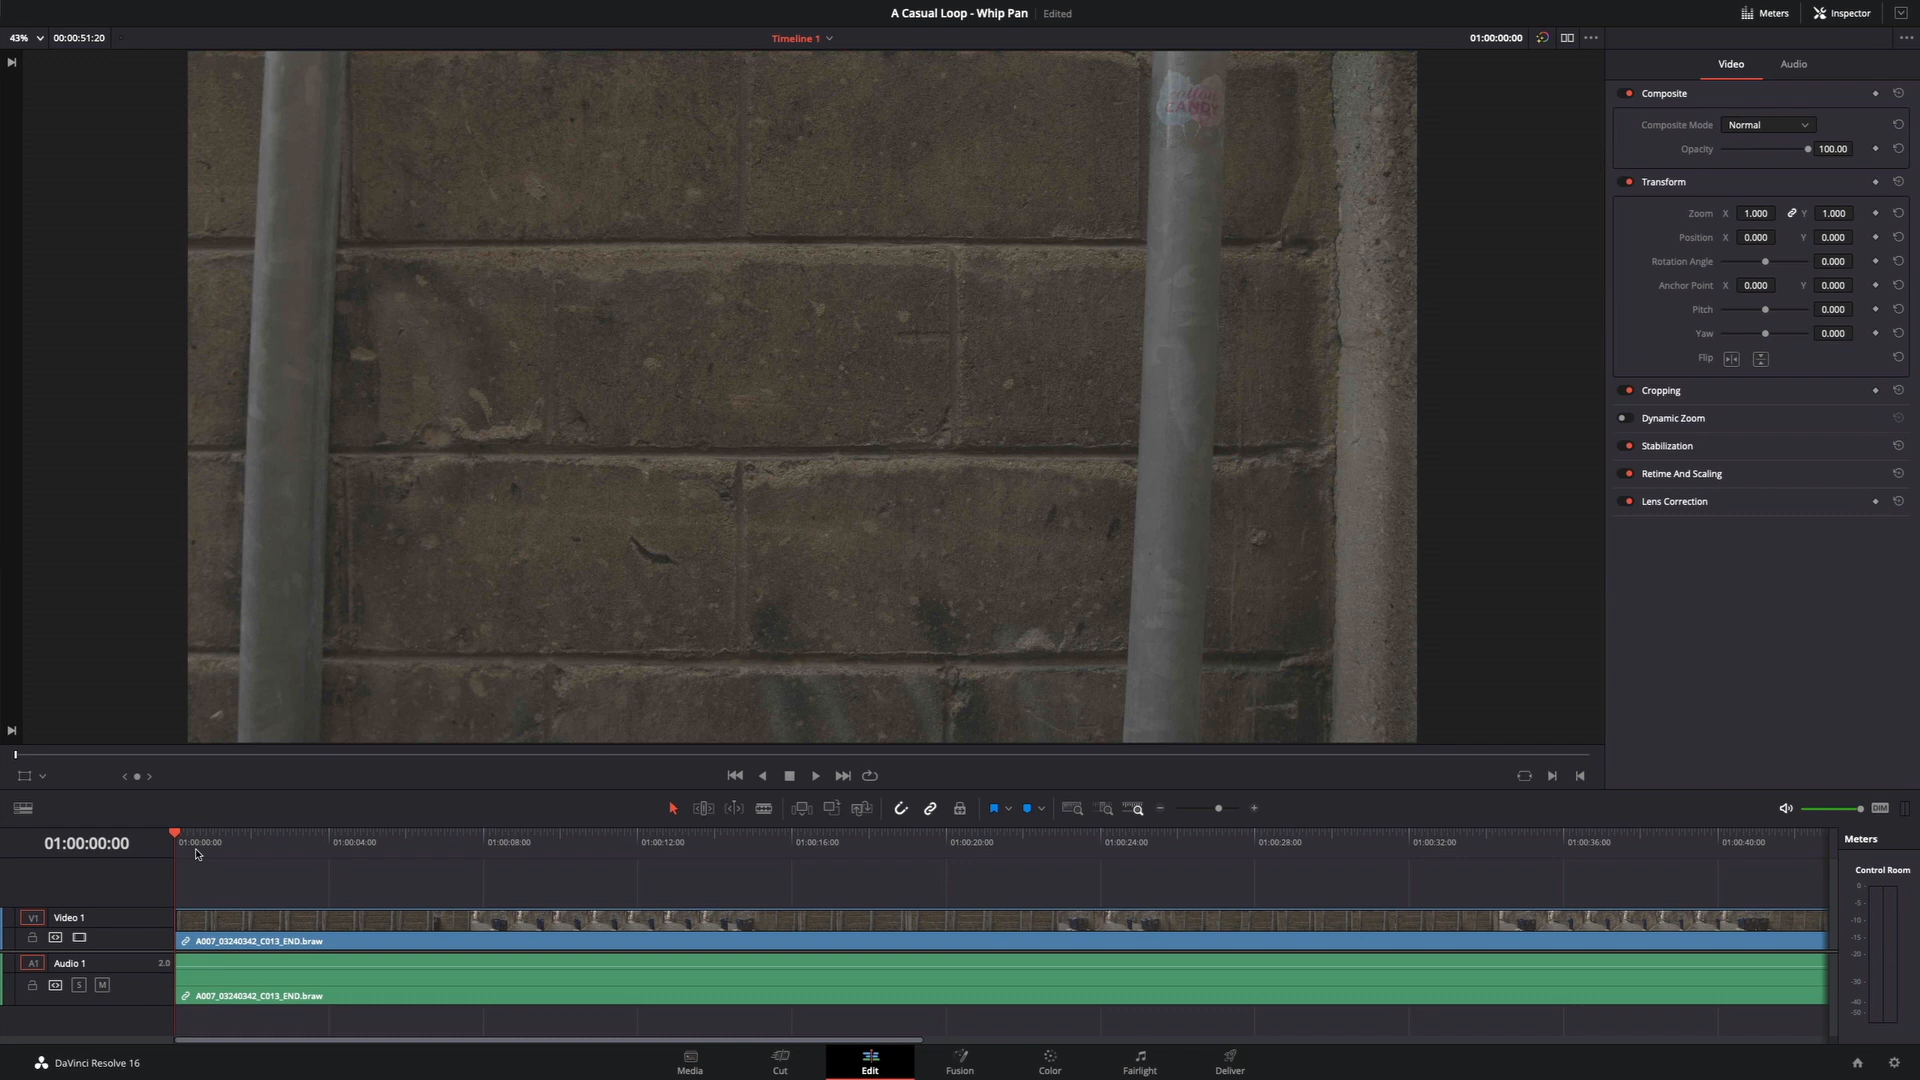 A Casual Loop - Whip Pan Edited
Meters Inspector
43% 00:00:51:20
Timeline 1
01:00:00:00
Video Audio
cotton
CANDY
Composite
Composite Mode Normal
Opacity 100.00
Transform
Zoom X 1.000 Y 1.000
Position X 0.000 Y 0.000
Rotation Angle 0.000
Anchor Point X 0.000 Y 0.000
Pitch 0.000
Yaw 0.000
Flip
Cropping
Dynamic Zoom
Stabilization
Retime And Scaling
Lens Correction
DIM
01:00:00:00
01:00:00:00 01:00:04:00 01:00:08:00 01:00:12:00 01:00:16:00 01:00:20:00 01:00:24:00 01:00:28:00 01:00:32:00 01:00:36:00 01:00:40:00
Meters
Control Room
0
-5
-10
-15
-20
-30
-40
-50
V1 Video 1
A007_03240342_C013_END.braw
A1 Audio 1 2.0
S M
A007_03240342_C013_END.braw
DaVinci Resolve 16
Media Cut Edit Fusion Color Fairlight Deliver